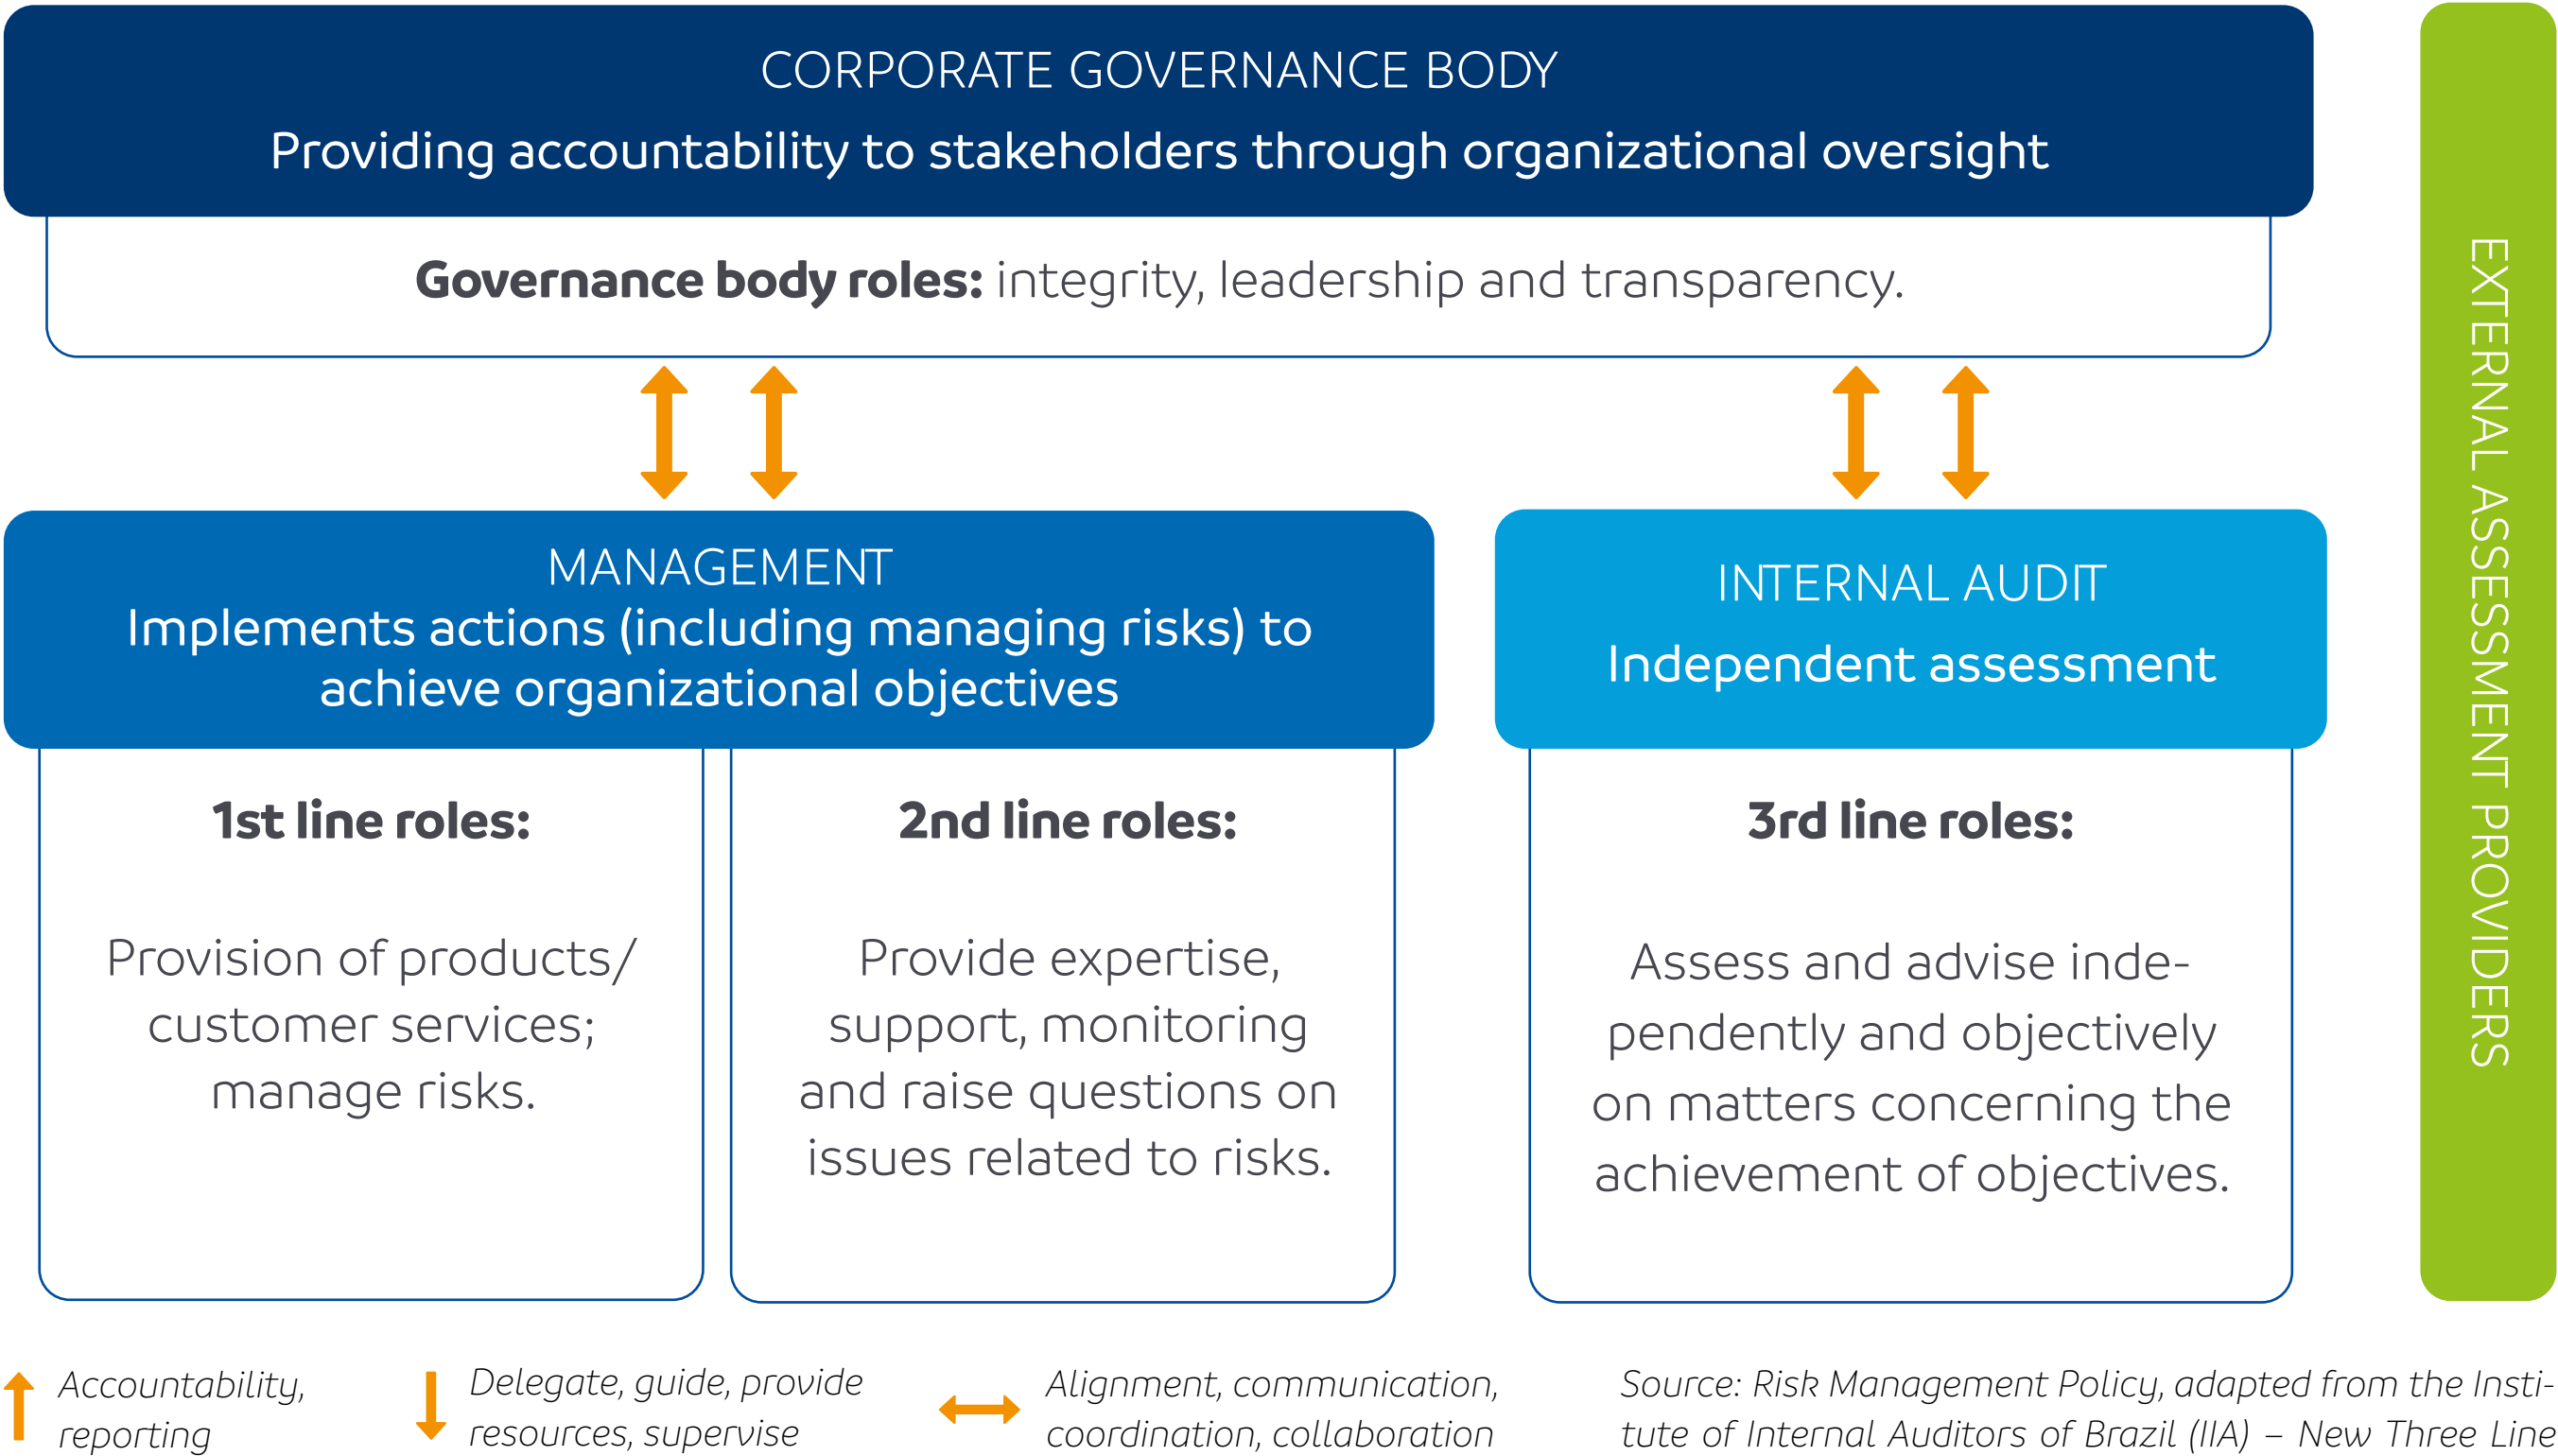 CORPORATE GOVERNANCE BODY
Providing accountability to stakeholders through organizational oversight
Governance body roles: integrity, leadership and transparency.
MANAGEMENT
Implements actions (including managing risks) to
achieve organizational objectives
1st line roles:
Provision of products/
customer services;
manage risks.
2nd line roles:
Provide expertise,
support, monitoring
and raise questions on
issues related to risks.
INTERNAL AUDIT
Independent assessment
3rd line roles:
Assess and advise inde-
pendently and objectively
on matters concerning the
achievement of objectives.
EXTERNAL ASSESSMENT PROVIDERS
Accountability,
reporting
Delegate, guide, provide
resources, supervise
Alignment, communication,
coordination, collaboration
Source: Risk Management Policy, adapted from the Insti-
tute of Internal Auditors of Brazil (IIA) – New Three Line